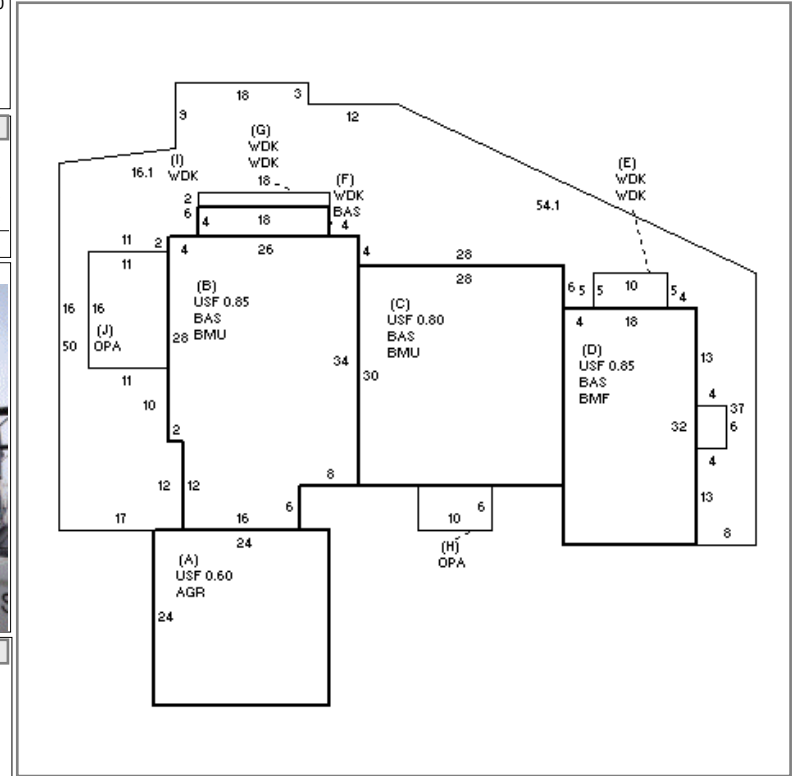 18
3
9
12
(G)
WDK
WDK
(I)
WDK
16.1
(E)
WDK
WDK
18
(F)
WDK
BAS
2
6
4
18
4
54.1
11
2
4
26
4
28
11
28
10
6
5
5
5
4
(B)
USF 0.85
BAS
BMU
(C)
USF 0.80
BAS
BMU
4
18
16
16
(J)
OPA
50
28
34
30
(D)
USF 0.85
BAS
BMF
13
11
10
4
37
32
6
2
4
8
12
12
6
6
13
17
16
10
8
24
(H)
OPA
(A)
USF 0.60
AGR
24